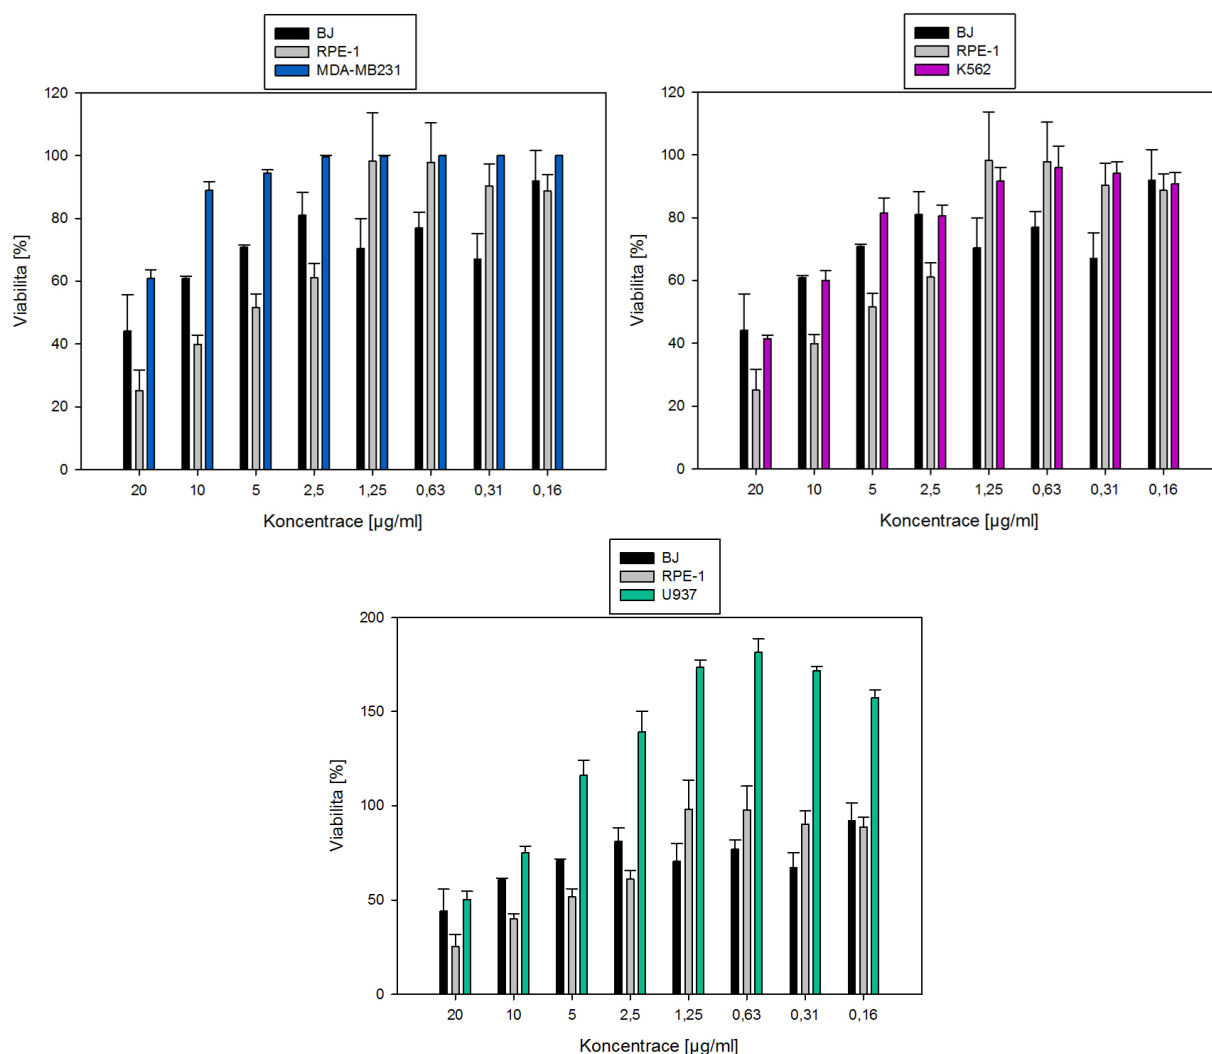 BJ
RPE-1
MDA-MB231
120
100
80
60
40
20
0
Viabilita [%]
20 10 5 2,5 1,25 0,63 0,31 0,16
Koncentrace [µg/ml]
BJ
RPE-1
K562
120
100
80
60
40
20
0
Viabilita [%]
20 10 5 2,5 1,25 0,63 0,31 0,16
Koncentrace [µg/ml]
BJ
RPE-1
U937
200
150
100
50
0
Viabilita [%]
20 10 5 2,5 1,25 0,63 0,31 0,16
Koncentrace [µg/ml]